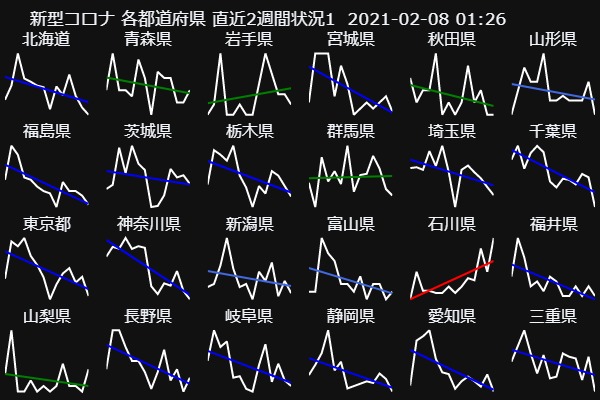 新型コロナ 各都道府県 直近2週間状況1 2021-02-08 01:26
北海道 青森県 岩手県 宮城県 秋田県 山形県
福島県 茨城県 栃木県 群馬県 埼玉県 千葉県
東京都 神奈川県 新潟県 富山県 石川県 福井県
山梨県 長野県 岐阜県 静岡県 愛知県 三重県